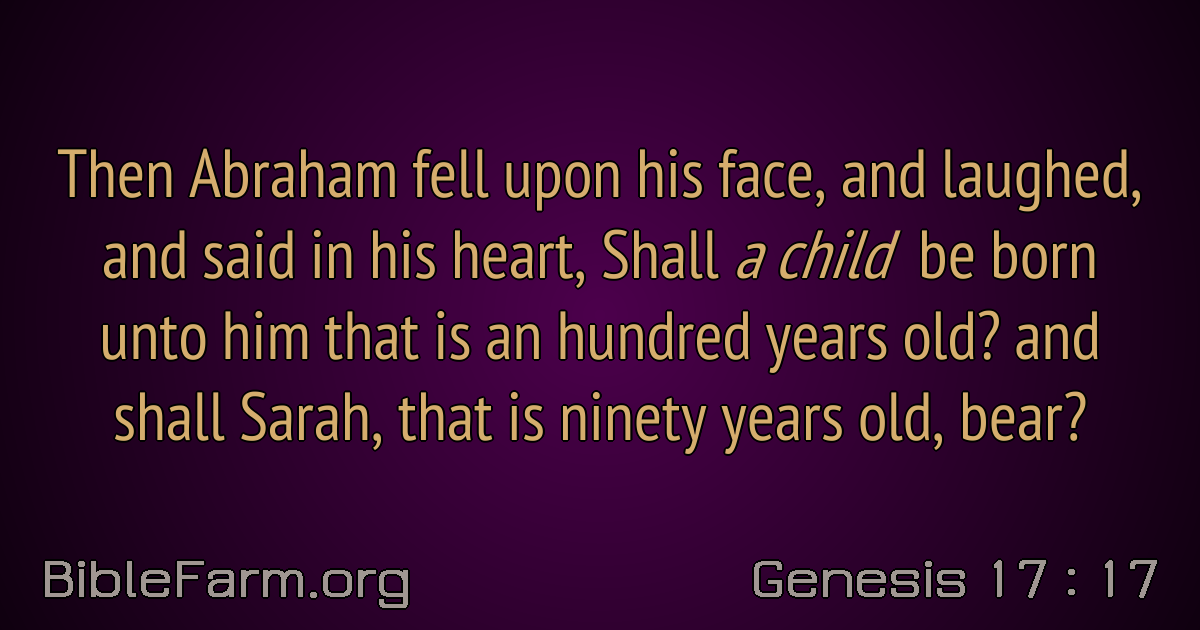 Then Abraham fell upon his face, and laughed,
and said in his heart, Shall a child be born
unto him that is an hundred years old? and
shall Sarah, that is ninety years old, bear?
BibleFarm.org
Genesis 17 : 17